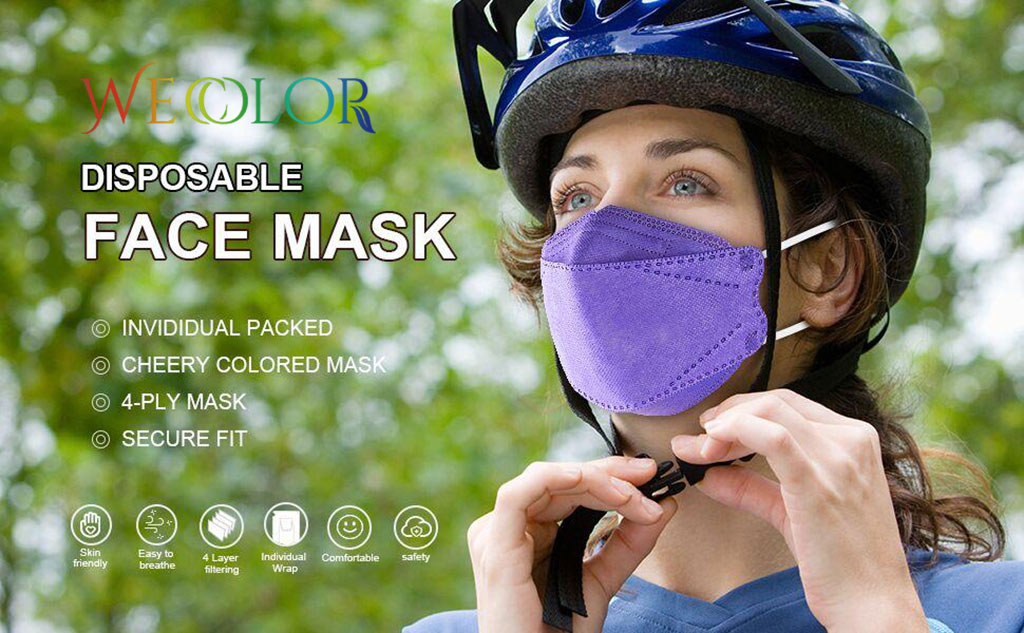 WECOLOR
DISPOSABLE
FACE MASK
INVIDIDUAL PACKED
CHEERY COLORED MASK
4-PLY MASK
SECURE FIT
Skin
friendly
Easy to
breathe
4 Layer
filtering
Individual
Wrap
Comfortable
safety